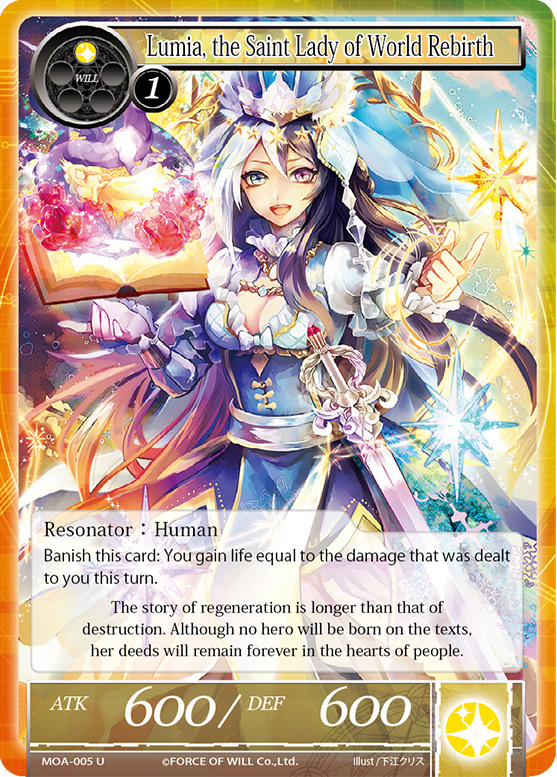 Lumia, the Saint Lady of World Rebirth
WILL
1
Resonator : Human
Banish this card: You gain life equal to the damage that was dealt
to you this turn.
The story of regeneration is longer than that of
destruction. Although no hero will be born on the texts,
her deeds will remain forever in the hearts of people.
ATK 600 / DEF 600
MOA-005 U ©FORCE OF WILL Co.,Ltd. Illust / 下江クリス